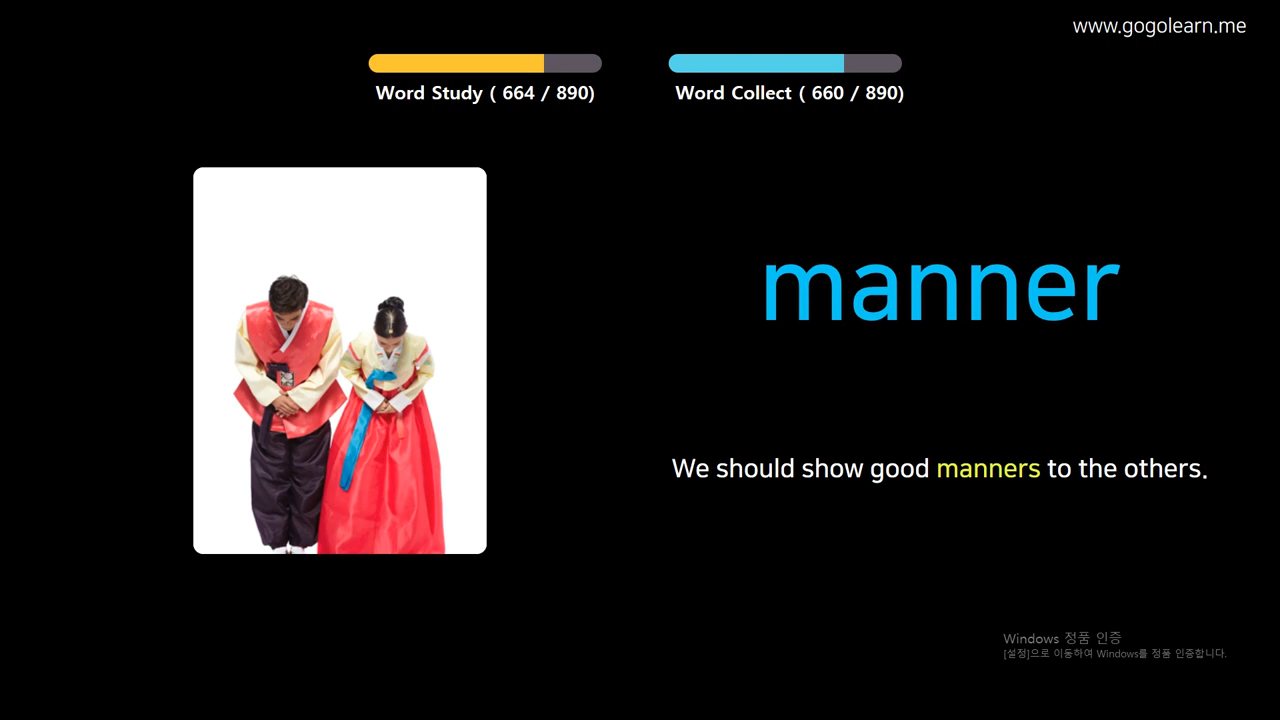 www.gogolearn.me
Word Study ( 664 / 890)
Word Collect ( 660 / 890)
manner
We should show good manners to the others.
Windows 정품 인증
[설정]으로 이동하여 Windows를 정품 인증합니다.